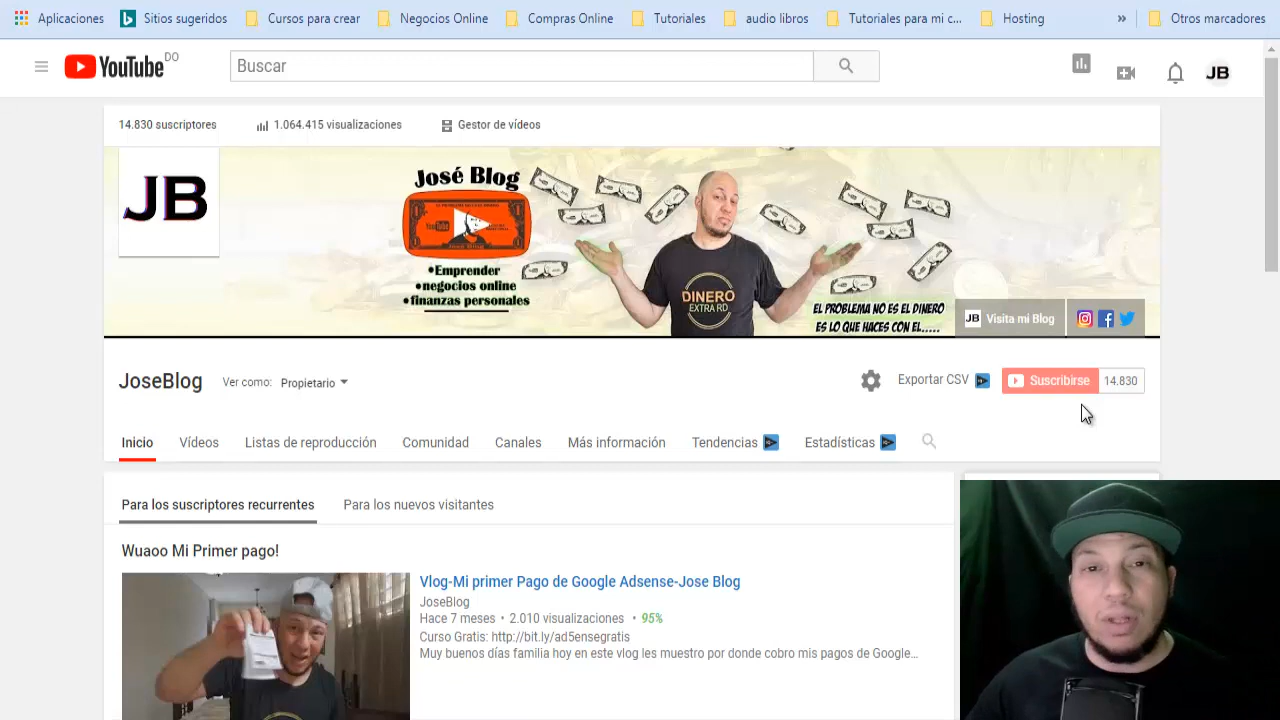 Aplicaciones Sitios sugeridos Cursos para crear Negocios Online Compras Online Tutoriales audio libros Tutoriales para mi c... Hosting » Otros marcadores
YouTube DO Buscar JB
14.830 suscriptores 1.064.415 visualizaciones Gestor de vídeos
JB
José Blog
YouTube
José Blog
•Emprender
•negocios online
•finanzas personales
DINERO
EXTRA RD
EL PROBLEMA NO ES EL DINERO
ES LO QUE HACES CON EL.....
JB Visita mi Blog
JoseBlog Ver como: Propietario Exportar CSV Suscribirse 14.830
Inicio Vídeos Listas de reproducción Comunidad Canales Más información Tendencias Estadísticas
Para los suscriptores recurrentes Para los nuevos visitantes
Wuaoo Mi Primer pago!
Vlog-Mi primer Pago de Google Adsense-Jose Blog
JoseBlog
Hace 7 meses • 2.010 visualizaciones • 95%
Curso Gratis: http://bit.ly/ad5ensegratis
Muy buenos días familia hoy en este vlog les muestro por donde cobro mis pagos de Google...